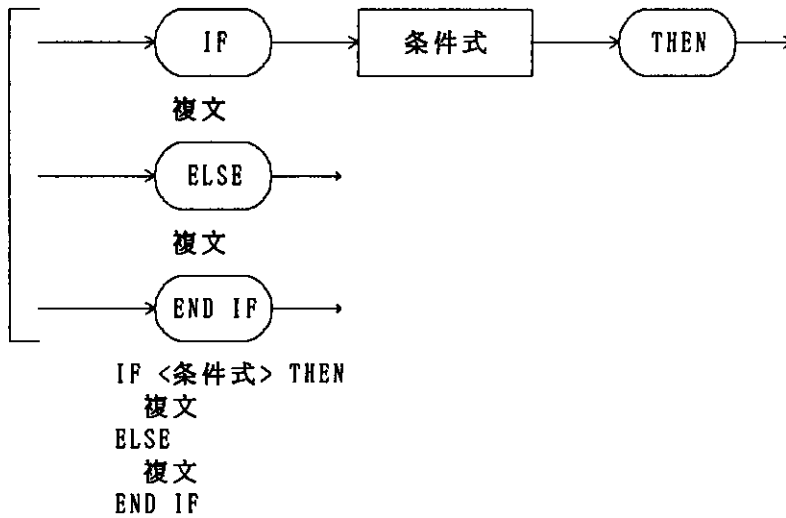 IF 条件式 THEN
複文
ELSE
複文
END IF
IF <条件式> THEN
複文
ELSE
複文
END IF